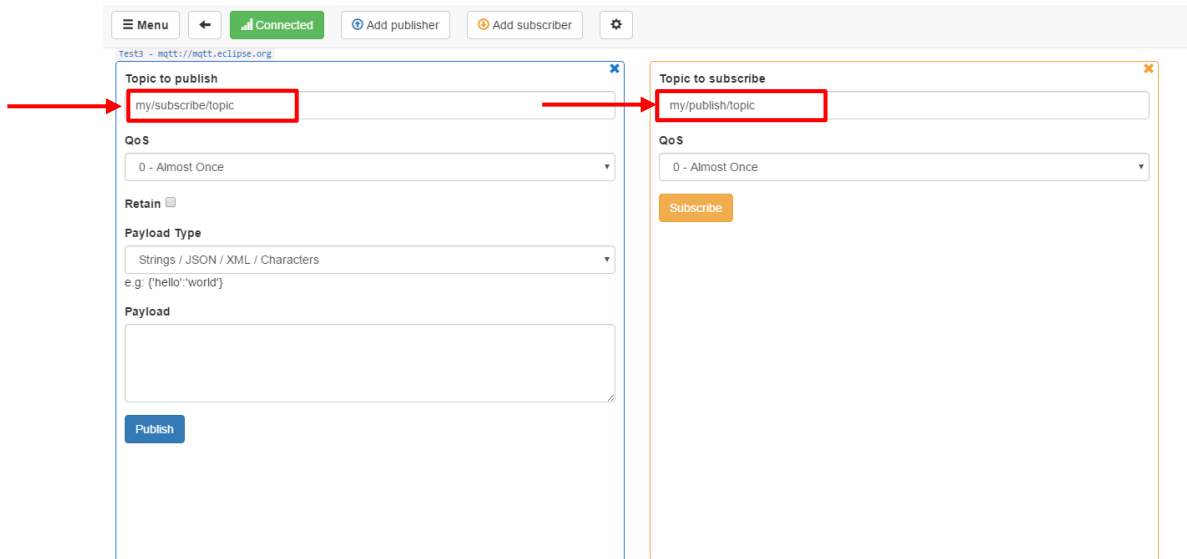 Menu Connected Add publisher Add subscriber
Test3 - mqtt://mqtt.eclipse.org
Topic to publish
my/subscribe/topic
QoS
0 - Almost Once
Retain
Payload Type
Strings / JSON / XML / Characters
e.g: {'hello':'world'}
Payload
Publish
Topic to subscribe
my/publish/topic
QoS
0 - Almost Once
Subscribe